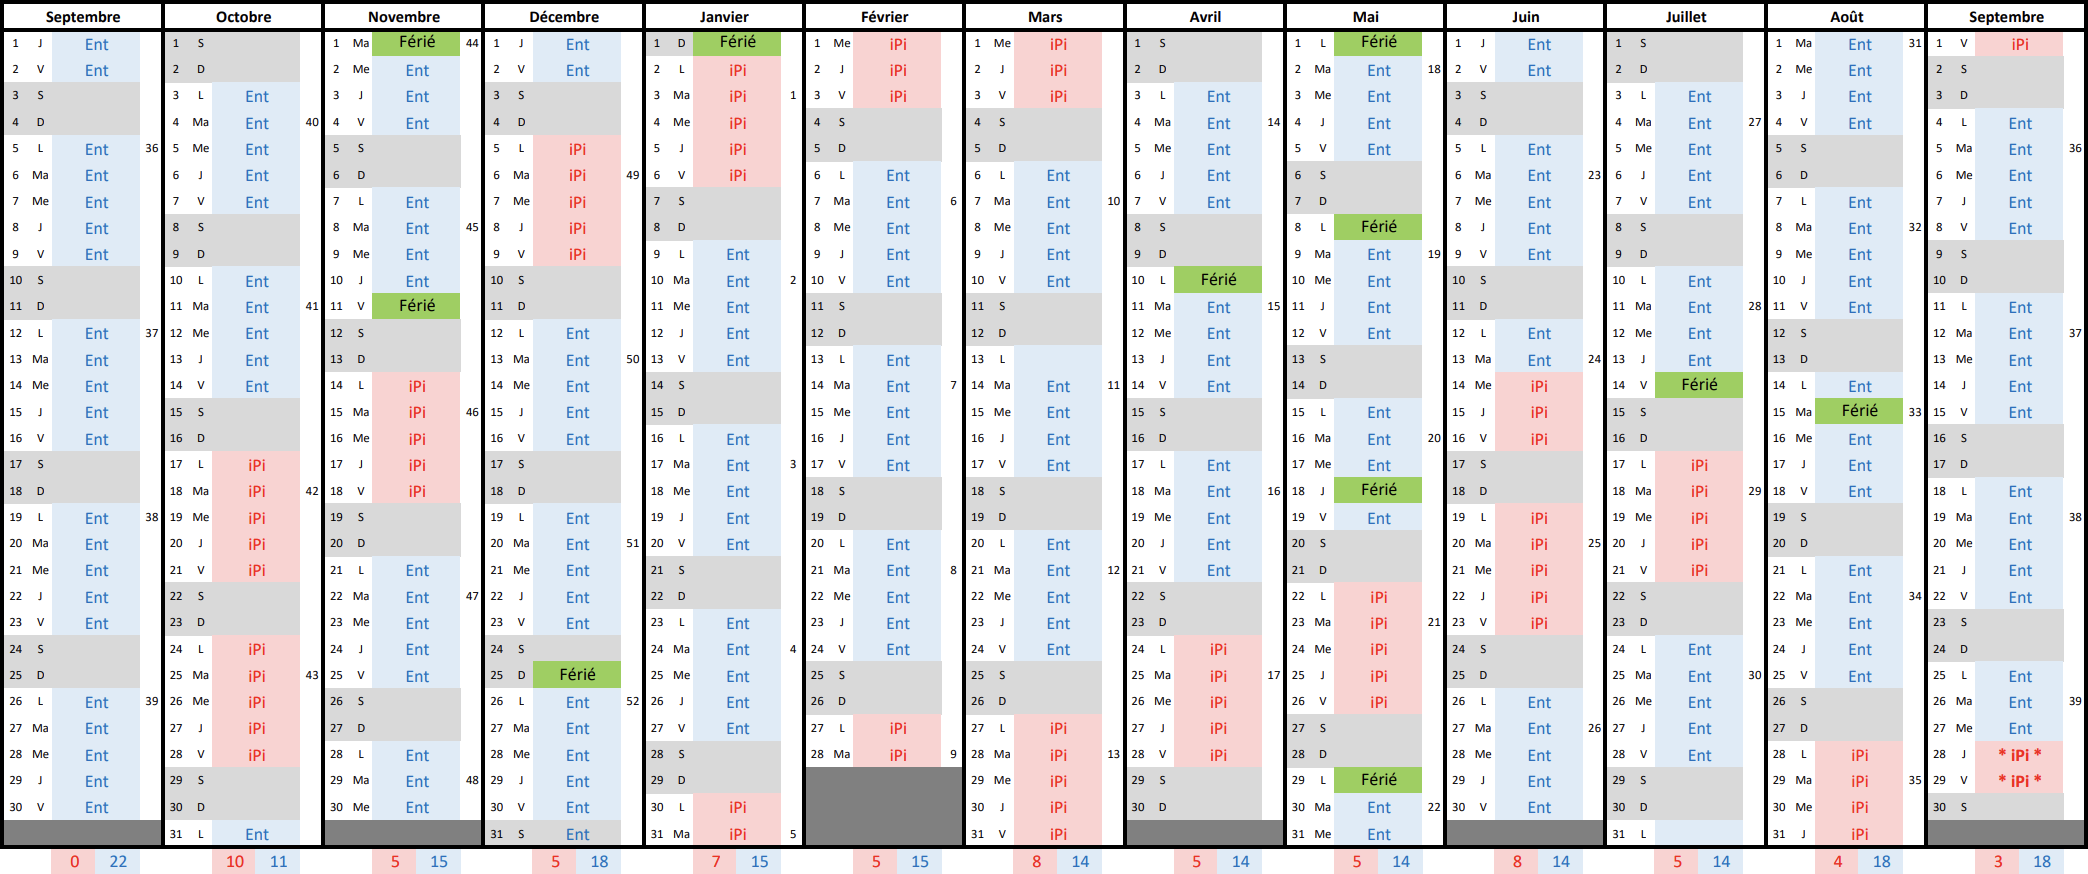 Septembre Octobre Novembre Décembre Janvier Février Mars Avril Mai Juin Juillet Août Septembre
1 J Ent 1 S 1 Ma Férié 44 1 J Ent 1 D Férié 1 Me iPi 1 Me iPi 1 S 1 L Férié 1 J Ent 1 S 1 Ma Ent 31 1 V iPi
2 V Ent 2 D 2 Me Ent 2 V Ent 2 L iPi 2 J iPi 2 J iPi 2 D 2 Ma Ent 18 2 V Ent 2 D 2 Me Ent 2 S
3 S 3 L Ent 3 J Ent 3 S 3 Ma iPi 1 3 V iPi 3 V iPi 3 L Ent 3 Me Ent 3 S 3 L Ent 3 J Ent 3 D
4 D 4 Ma Ent 40 4 V Ent 4 D 4 Me iPi 4 S 4 S 4 Ma Ent 14 4 J Ent 4 D 4 Ma Ent 27 4 V Ent 4 L Ent
5 L Ent 36 5 Me Ent 5 S 5 L iPi 5 J iPi 5 D 5 D 5 Me Ent 5 V Ent 5 L Ent 5 Me Ent 5 S 5 Ma Ent 36
6 Ma Ent 6 J Ent 6 D 6 Ma iPi 49 6 V iPi 6 L Ent 6 L Ent 6 J Ent 6 S 6 Ma Ent 23 6 J Ent 6 D 6 Me Ent
7 Me Ent 7 V Ent 7 L Ent 7 Me iPi 7 S 7 Ma Ent 6 7 Ma Ent 10 7 V Ent 7 D 7 Me Ent 7 V Ent 7 L Ent 7 J Ent
8 J Ent 8 S 8 Ma Ent 45 8 J iPi 8 D 8 Me Ent 8 Me Ent 8 S 8 L Férié 8 J Ent 8 S 8 Ma Ent 32 8 V Ent
9 V Ent 9 D 9 Me Ent 9 V iPi 9 L Ent 9 J Ent 9 J Ent 9 D 9 Ma Ent 19 9 V Ent 9 D 9 Me Ent 9 S
10 S 10 L Ent 10 J Ent 10 S 10 Ma Ent 2 10 V Ent 10 V Ent 10 L Férié 10 Me Ent 10 S 10 L Ent 10 J Ent 10 D
11 D 11 Ma Ent 41 11 V Férié 11 D 11 Me Ent 11 S 11 S 11 Ma Ent 15 11 J Ent 11 D 11 Ma Ent 28 11 V Ent 11 L Ent
12 L Ent 37 12 Me Ent 12 S 12 L Ent 12 J Ent 12 D 12 D 12 Me Ent 12 V Ent 12 L Ent 12 Me Ent 12 S 12 Ma Ent 37
13 Ma Ent 13 J Ent 13 D 13 Ma Ent 50 13 V Ent 13 L Ent 13 L 13 J Ent 13 S 13 Ma Ent 24 13 J Ent 13 D 13 Me Ent
14 Me Ent 14 V Ent 14 L iPi 14 Me Ent 14 S 14 Ma Ent 7 14 Ma Ent 11 14 V Ent 14 D 14 Me iPi 14 V Férié 14 L Ent 14 J Ent
15 J Ent 15 S 15 Ma iPi 46 15 J Ent 15 D 15 Me Ent 15 Me Ent 15 S 15 L Ent 15 J iPi 15 S 15 Ma Férié 33 15 V Ent
16 V Ent 16 D 16 Me iPi 16 V Ent 16 L Ent 16 J Ent 16 J Ent 16 D 16 Ma Ent 20 16 V iPi 16 D 16 Me Ent 16 S
17 S 17 L iPi 17 J iPi 17 S 17 Ma Ent 3 17 V Ent 17 V Ent 17 L Ent 17 Me Ent 17 S 17 L iPi 17 J Ent 17 D
18 D 18 Ma iPi 42 18 V iPi 18 D 18 Me Ent 18 S 18 S 18 Ma Ent 16 18 J Férié 18 D 18 Ma iPi 29 18 V Ent 18 L Ent
19 L Ent 38 19 Me iPi 19 S 19 L Ent 19 J Ent 19 D 19 D 19 Me Ent 19 V Ent 19 L iPi 19 Me iPi 19 S 19 Ma Ent 38
20 Ma Ent 20 J iPi 20 D 20 Ma Ent 51 20 V Ent 20 L Ent 20 L Ent 20 J Ent 20 S 20 Ma iPi 25 20 J iPi 20 D 20 Me Ent
21 Me Ent 21 V iPi 21 L Ent 21 Me Ent 21 S 21 Ma Ent 8 21 Ma Ent 12 21 V Ent 21 D 21 Me iPi 21 V iPi 21 L Ent 21 J Ent
22 J Ent 22 S 22 Ma Ent 47 22 J Ent 22 D 22 Me Ent 22 Me Ent 22 S 22 L iPi 22 J iPi 22 S 22 Ma Ent 34 22 V Ent
23 V Ent 23 D 23 Me Ent 23 V Ent 23 L Ent 23 J Ent 23 J Ent 23 D 23 Ma iPi 21 23 V iPi 23 D 23 Me Ent 23 S
24 S 24 L iPi 24 J Ent 24 S 24 Ma Ent 4 24 V Ent 24 V Ent 24 L iPi 24 Me iPi 24 S 24 L Ent 24 J Ent 24 D
25 D 25 Ma iPi 43 25 V Ent 25 D Férié 25 Me Ent 25 S 25 S 25 Ma iPi 17 25 J iPi 25 D 25 Ma Ent 30 25 V Ent 25 L Ent
26 L Ent 39 26 Me iPi 26 S 26 L Ent 52 26 J Ent 26 D 26 D 26 Me iPi 26 V iPi 26 L Ent 26 Me Ent 26 S 26 Ma Ent 39
27 Ma Ent 27 J iPi 27 D 27 Ma Ent 27 V Ent 27 L iPi 27 L iPi 27 J iPi 27 S 27 Ma Ent 26 27 J Ent 27 D 27 Me Ent
28 Me Ent 28 V iPi 28 L Ent 28 Me Ent 28 S 28 Ma iPi 9 28 Ma iPi 13 28 V iPi 28 D 28 Me Ent 28 V Ent 28 L iPi 28 J * iPi *
29 J Ent 29 S 29 Ma Ent 48 29 J Ent 29 D 29 Me iPi 29 S 29 L Férié 29 J Ent 29 S 29 Ma iPi 35 29 V * iPi *
30 V Ent 30 D 30 Me Ent 30 V Ent 30 L iPi 30 J iPi 30 D 30 Ma Ent 22 30 V Ent 30 D 30 Me iPi 30 S
31 L Ent 31 S Ent 31 Ma iPi 5 31 V iPi 31 Me Ent 31 L 31 J iPi
0 22 10 11 5 15 5 18 7 15 5 15 8 14 5 14 5 14 8 14 5 14 4 18 3 18